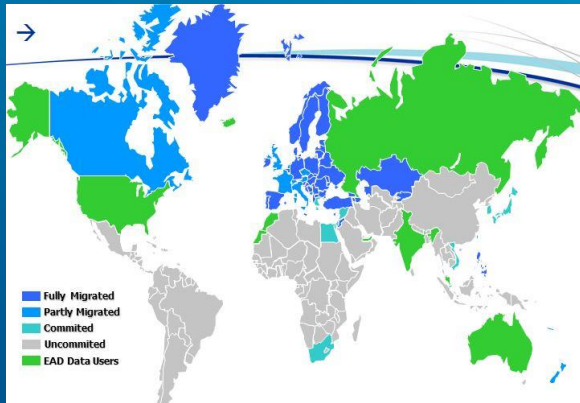 Fully Migrated
Partly Migrated
Commited
Uncommited
EAD Data Users